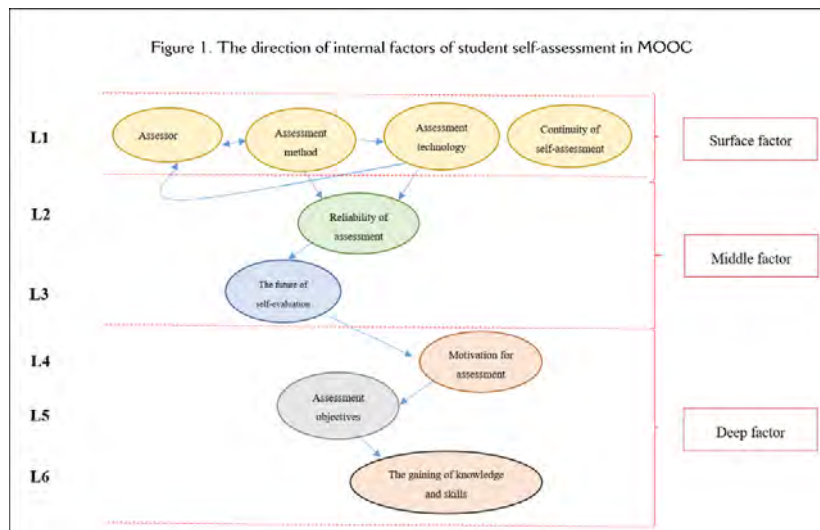 Figure 1. The direction of internal factors of student self-assessment in MOOC
L1
Assessor
Assessment
method
Assessment
technology
Continuity of
self-assessment
Surface factor
L2
Reliability of
assessment
Middle factor
L3
The future of
self-evaluation
L4
Motivation for
assessment
L5
Assessment
objectives
Deep factor
L6
The gaining of knowledge
and skills